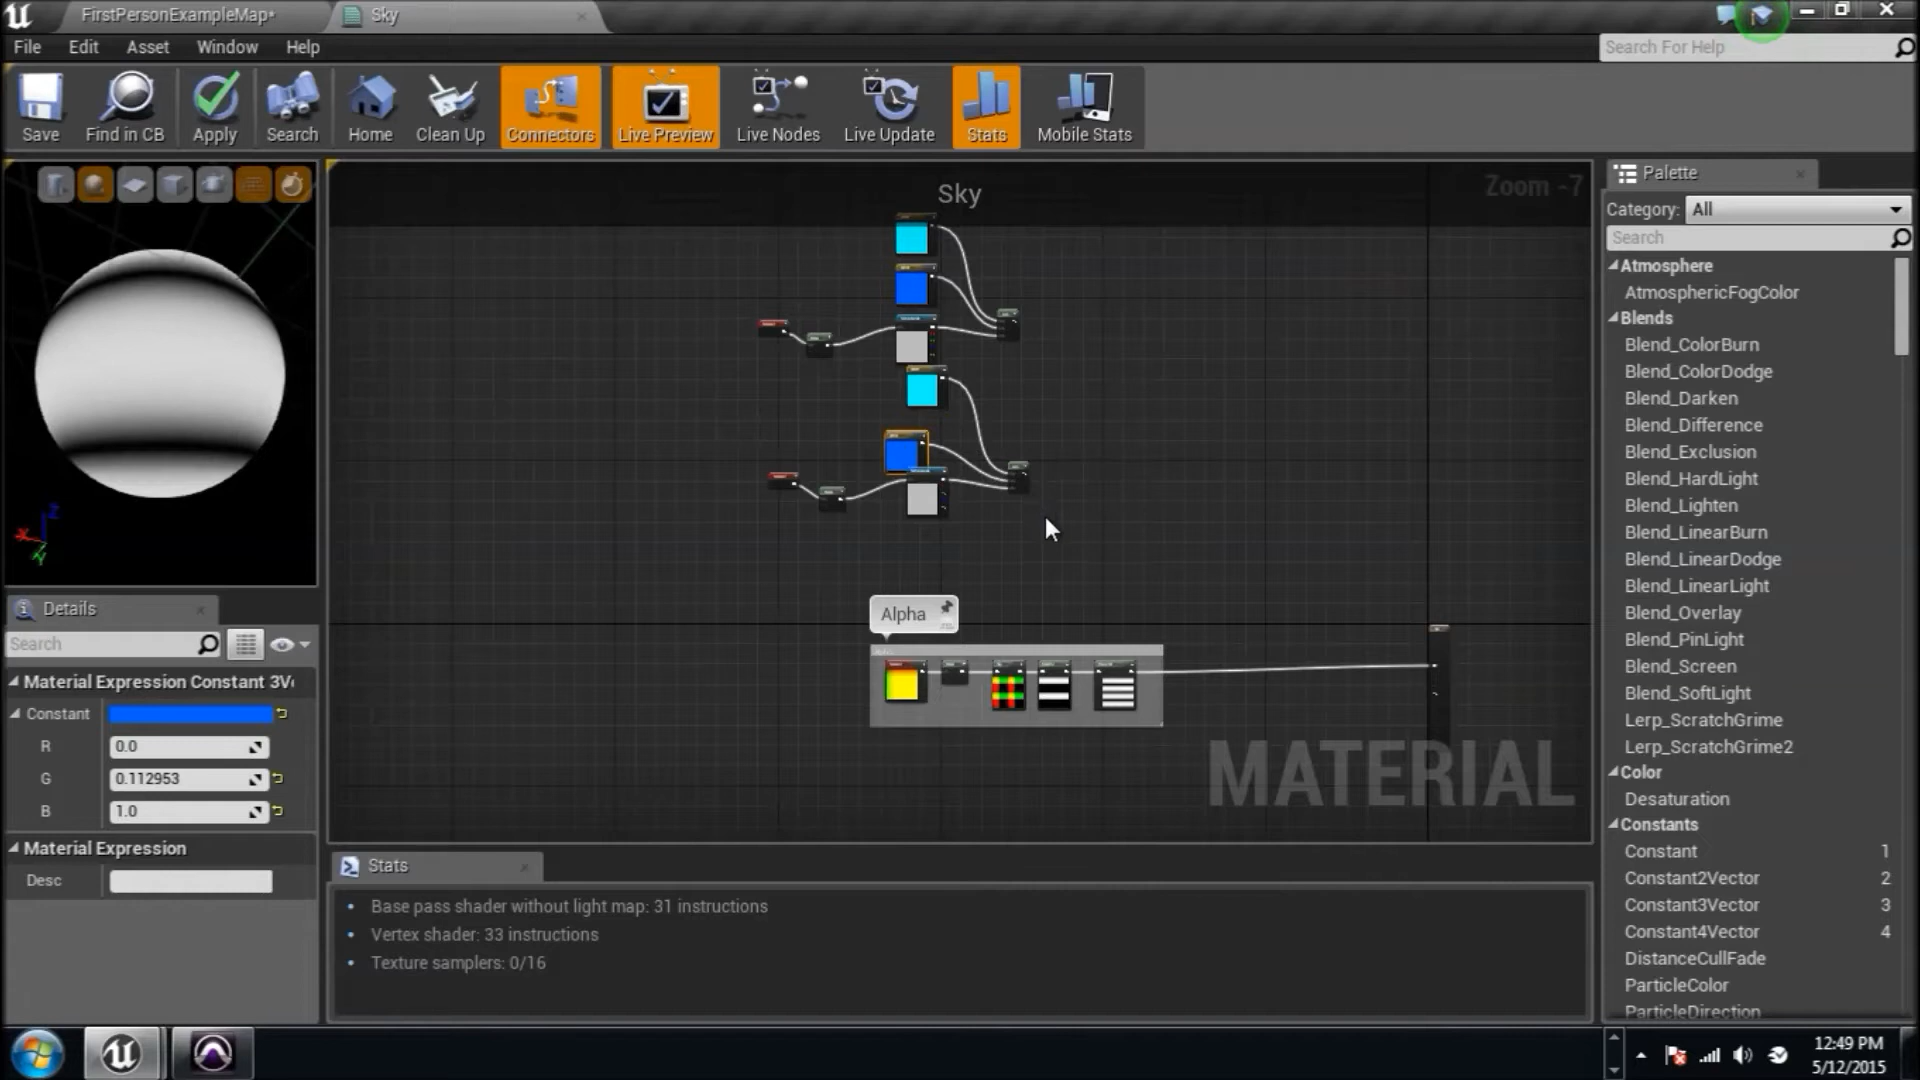 FirstPersonExampleMap*
Sky
File
Edit
Asset
Window
Help
Search For Help
Save
Find in CB
Apply
Search
Home
Clean Up
Connectors
Live Preview
Live Nodes
Live Update
Stats
Mobile Stats
Sky
Zoom -7
Palette
Category:
All
Search
Atmosphere
AtmosphericFogColor
Blends
Blend_ColorBurn
Blend_ColorDodge
Blend_Darken
Blend_Difference
Blend_Exclusion
Blend_HardLight
Blend_Lighten
Blend_LinearBurn
Blend_LinearDodge
Blend_LinearLight
Blend_Overlay
Blend_PinLight
Blend_Screen
Blend_SoftLight
Lerp_ScratchGrime
Lerp_ScratchGrime2
Color
Desaturation
Constants
Constant 1
Constant2Vector 2
Constant3Vector 3
Constant4Vector 4
DistanceCullFade
ParticleColor
ParticleDirection
X
Y
Z
Alpha
MATERIAL
Details
Search
Material Expression Constant 3V
Constant
R 0.0
G 0.112953
B 1.0
Material Expression
Desc
Stats
Base pass shader without light map: 31 instructions
Vertex shader: 33 instructions
Texture samplers: 0/16
12:49 PM
5/12/2015